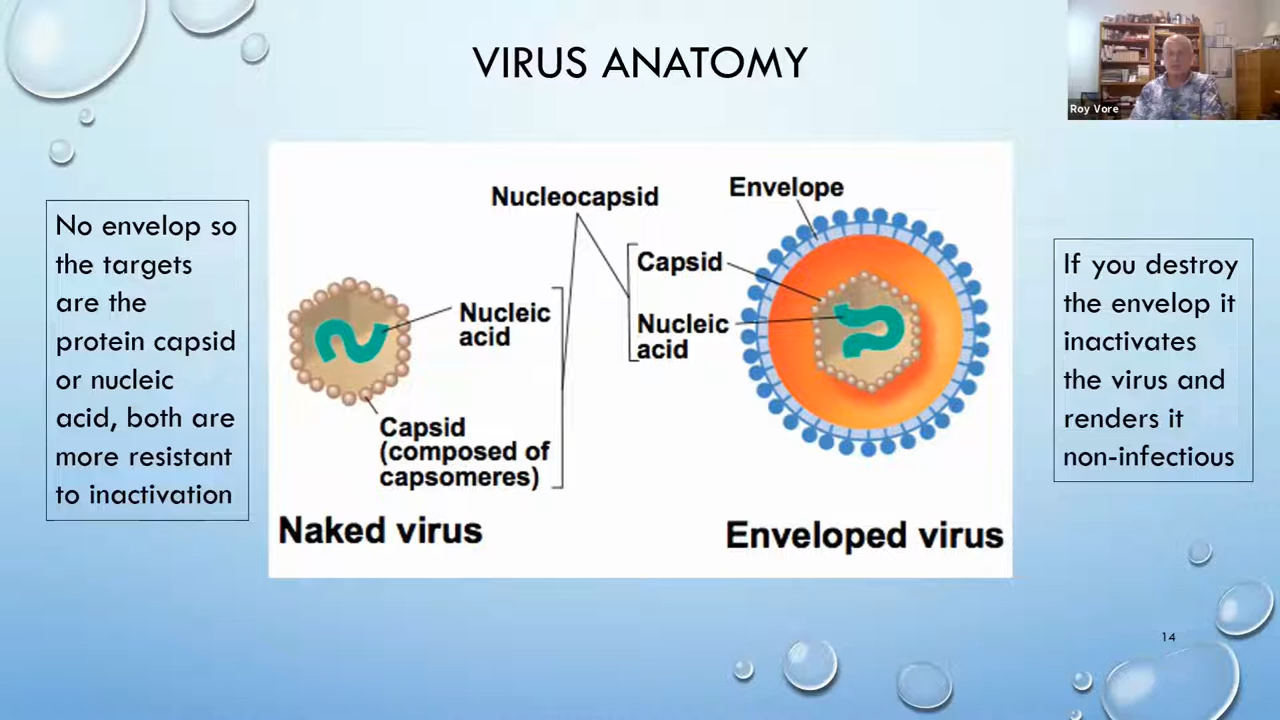 VIRUS ANATOMY
Roy Vore
No envelop so
the targets
are the
protein capsid
or nucleic
acid, both are
more resistant
to inactivation
Nucleocapsid
Nucleic
acid
Capsid
(composed of
capsomeres)
Naked virus
Envelope
Capsid
Nucleic
acid
Enveloped virus
If you destroy
the envelop it
inactivates
the virus and
renders it
non-infectious
14